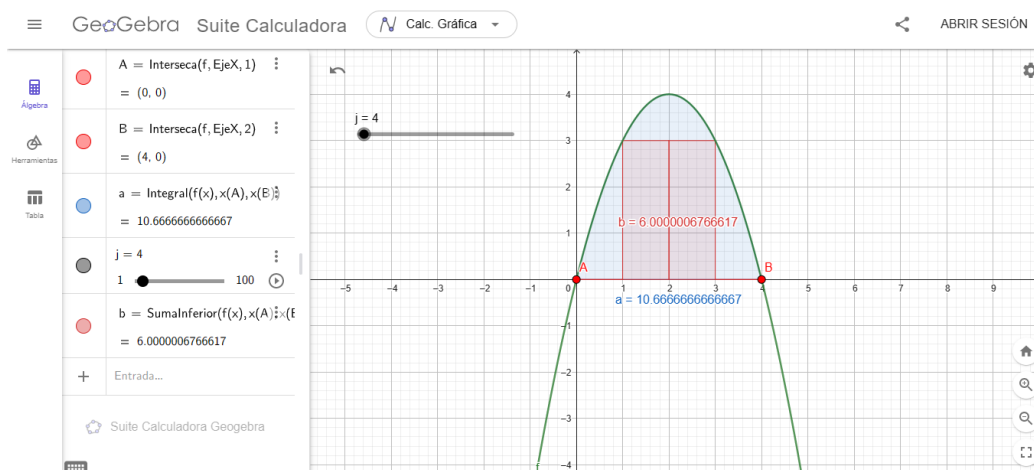 GeoGebra Suite Calculadora Calc. Gráfica ABRIR SESIÓN
Álgebra
Herramientas
Tabla
A = Interseca(f, EjeX, 1)
= (0, 0)
B = Interseca(f, EjeX, 2)
= (4, 0)
a = Integral(f(x), x(A), x(B))
= 10.6666666666667
j = 4
1 100
b = SumaInferior(f(x), x(A), x(B
= 6.0000006766617
+ Entrada...
Suite Calculadora Geogebra
j = 4
4
3
2
1
b = 6.0000006766617
A B
-5 -4 -3 -2 -1 0 1 2 3 4 5 6 7 8 9
a = 10.6666666666667
-1
-2
-3
-4
f